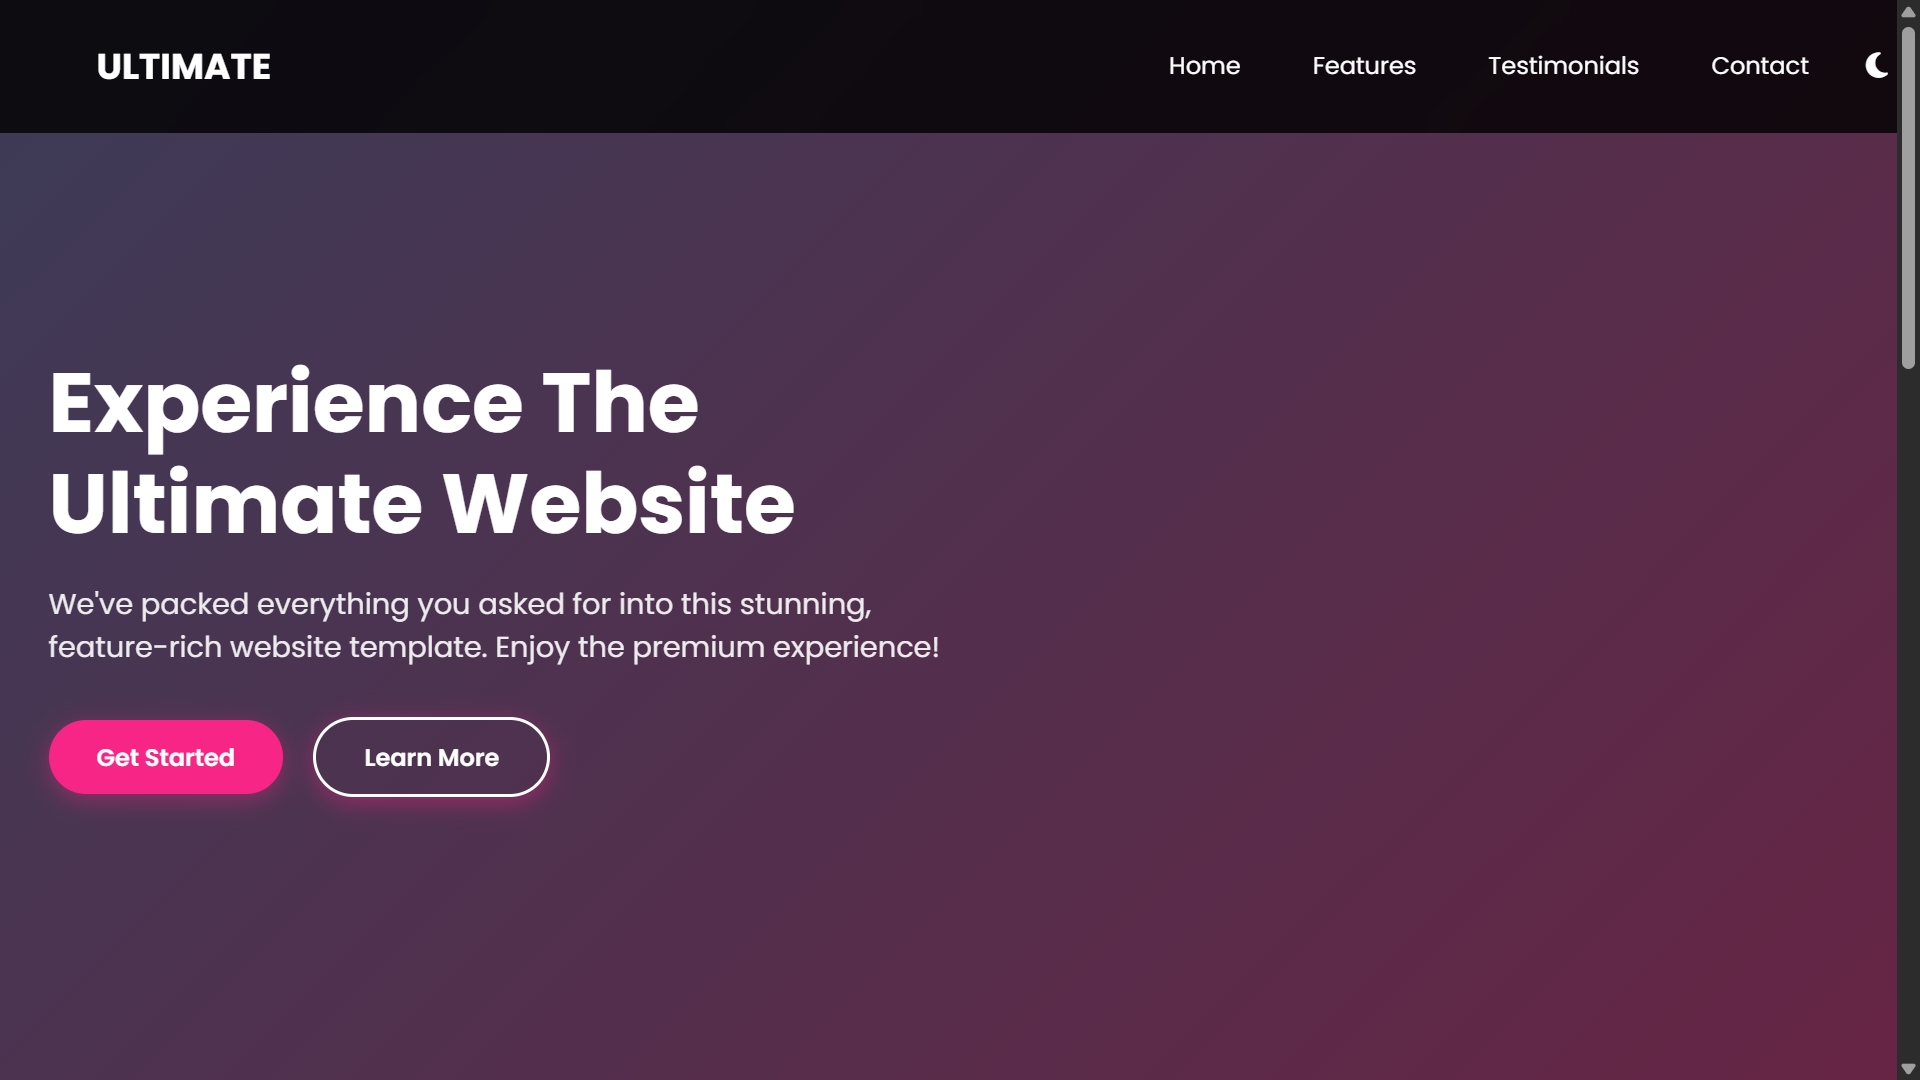 ULTIMATE
Home
Features
Testimonials
Contact
Experience The
Ultimate Website
We've packed everything you asked for into this stunning,
feature-rich website template. Enjoy the premium experience!
Get Started
Learn More